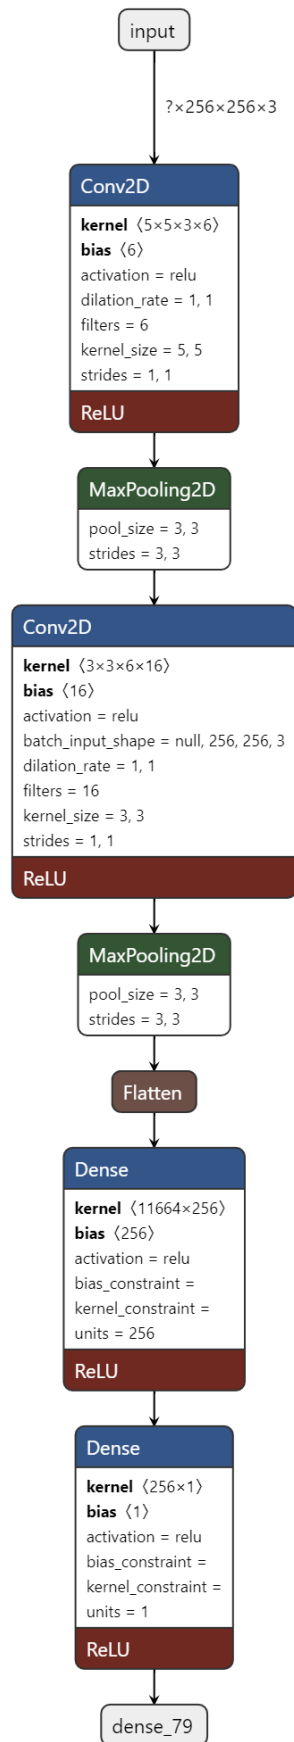 input
?×256×256×3
Conv2D
kernel ⟨5×5×3×6⟩
bias ⟨6⟩
activation = relu
dilation_rate = 1, 1
filters = 6
kernel_size = 5, 5
strides = 1, 1
ReLU
MaxPooling2D
pool_size = 3, 3
strides = 3, 3
Conv2D
kernel ⟨3×3×6×16⟩
bias ⟨16⟩
activation = relu
batch_input_shape = null, 256, 256, 3
dilation_rate = 1, 1
filters = 16
kernel_size = 3, 3
strides = 1, 1
ReLU
MaxPooling2D
pool_size = 3, 3
strides = 3, 3
Flatten
Dense
kernel ⟨11664×256⟩
bias ⟨256⟩
activation = relu
bias_constraint =
kernel_constraint =
units = 256
ReLU
Dense
kernel ⟨256×1⟩
bias ⟨1⟩
activation = relu
bias_constraint =
kernel_constraint =
units = 1
ReLU
dense_79